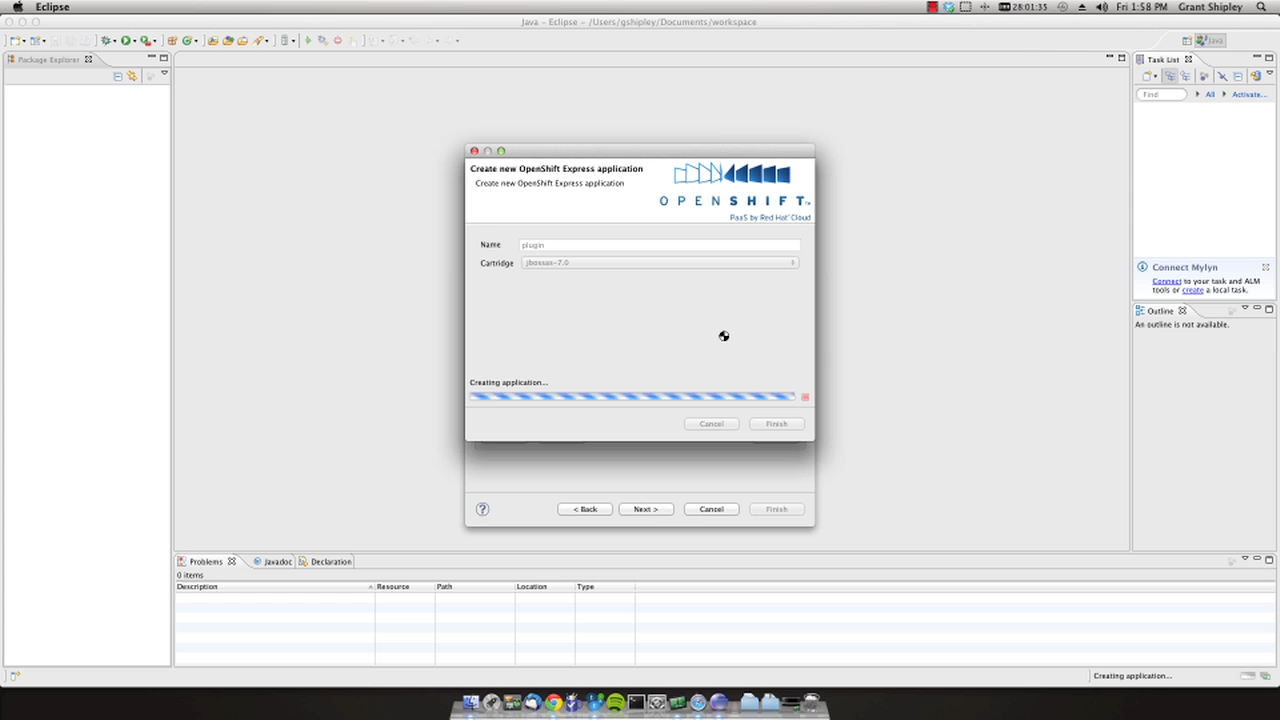 Eclipse
28:01:35
Fri 1:58 PM
Grant Shipley
Java – Eclipse – /Users/gshipley/Documents/workspace
Java
Package Explorer
Task List
Find
All
Activate...
Create new OpenShift Express application
Create new OpenShift Express application
OPENSHIFT™
PaaS by Red Hat Cloud
Name
plugin
Cartridge
jbossas-7.0
Connect Mylyn
Connect to your task and ALM
tools or create a local task.
Outline
An outline is not available.
Creating application...
Cancel
Finish
?
< Back
Next >
Cancel
Finish
Problems
Javadoc
Declaration
0 items
Description
Resource
Path
Location
Type
Creating application...